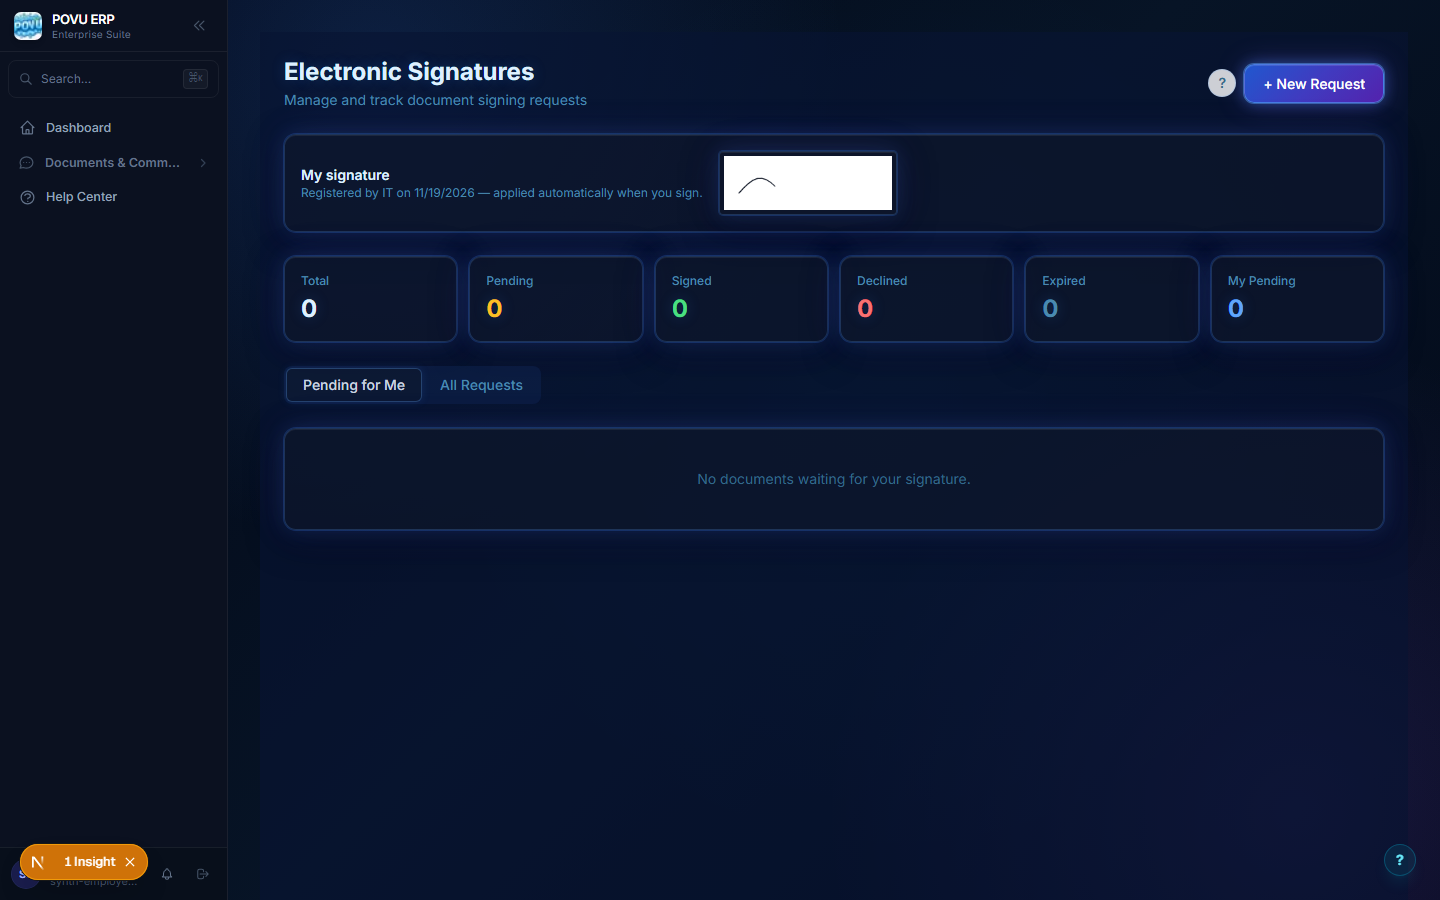 POVU ERP
Enterprise Suite
Search...
⌘K
Dashboard
Documents & Comm...
Help Center
1 Insight
Electronic Signatures
Manage and track document signing requests
?
+ New Request
My signature
Registered by IT on 11/19/2026 — applied automatically when you sign.
Total
0
Pending
0
Signed
0
Declined
0
Expired
0
My Pending
0
Pending for Me
All Requests
No documents waiting for your signature.
?